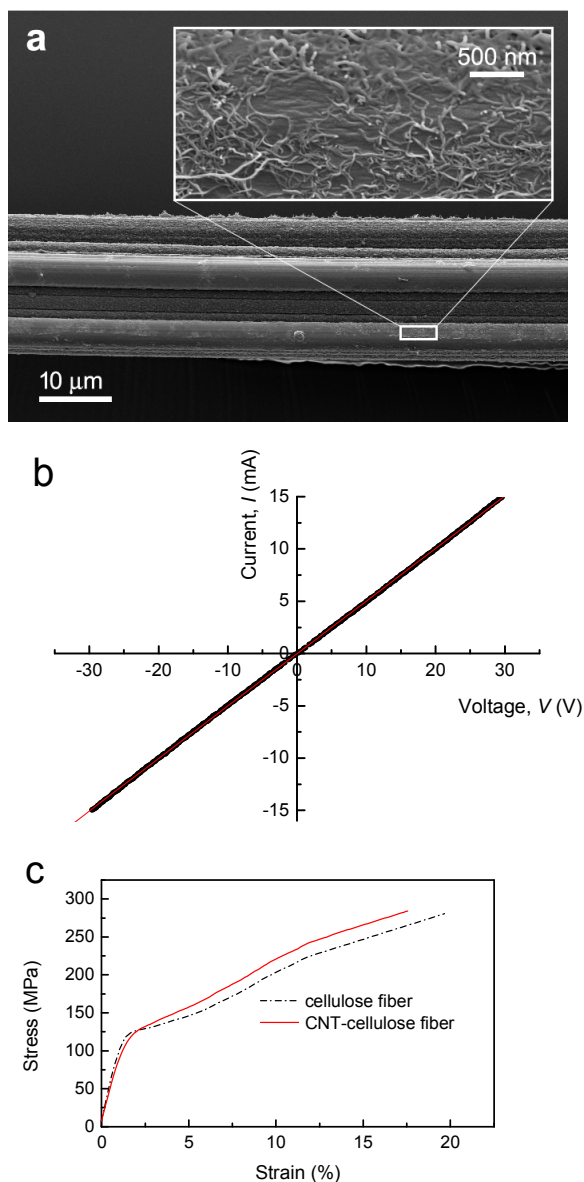 a
500 nm
10 µm
b
Current, I (mA)
15
10
5
0
-30 -20 -10 0 10 20 30
Voltage, V (V)
-5
-10
-15
c
Stress (MPa)
300
250
200
150
100
50
0
cellulose fiber
CNT-cellulose fiber
0 5 10 15 20
Strain (%)